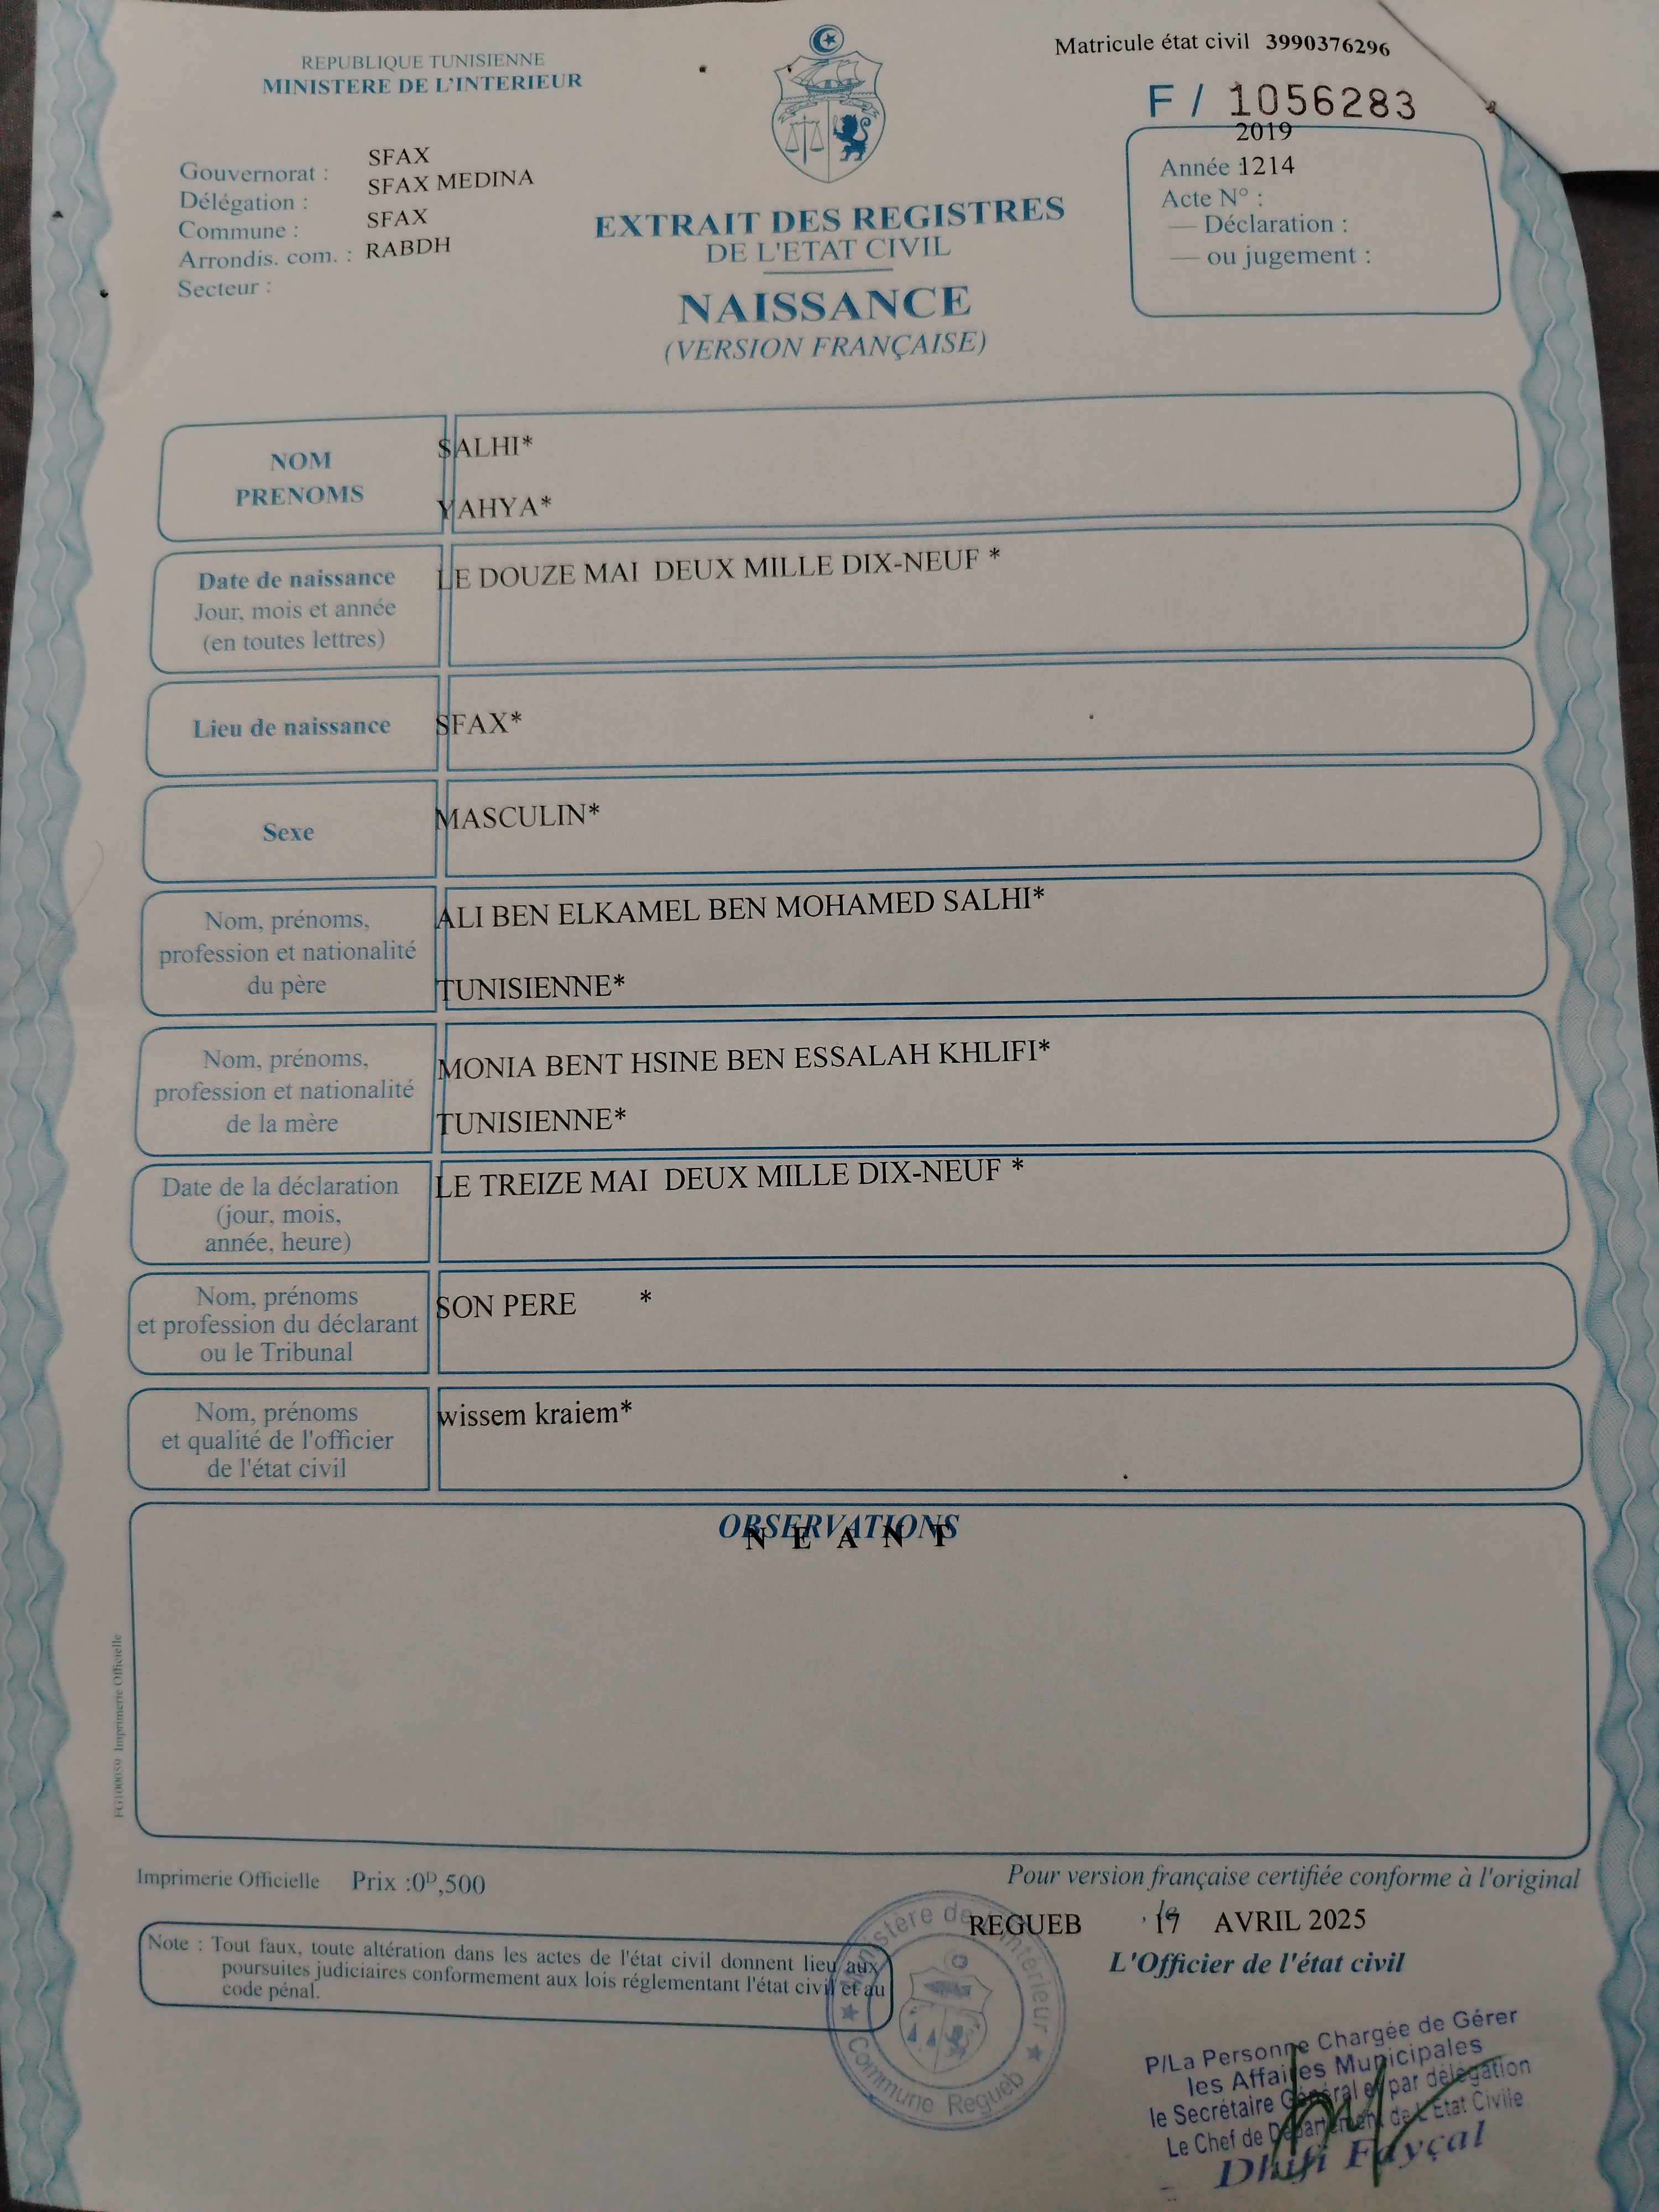 REPUBLIQUE TUNISIENNE
MINISTERE DE L'INTERIEUR
Matricule état civil 3990376296
F / 1056283
2019
Année : 1214
Acte N° :
— Déclaration :
— ou jugement :
Gouvernorat : SFAX
Délégation : SFAX MEDINA
Commune : SFAX
Arrondis. com. : RABDH
Secteur :
EXTRAIT DES REGISTRES
DE L'ETAT CIVIL
NAISSANCE
(VERSION FRANÇAISE)
NOM
PRENOMS
SALHI*
YAHYA*
Date de naissance
Jour, mois et année
(en toutes lettres)
LE DOUZE MAI DEUX MILLE DIX-NEUF *
Lieu de naissance
SFAX*
Sexe
MASCULIN*
Nom, prénoms,
profession et nationalité
du père
ALI BEN ELKAMEL BEN MOHAMED SALHI*
TUNISIENNE*
Nom, prénoms,
profession et nationalité
de la mère
MONIA BENT HSINE BEN ESSALAH KHLIFI*
TUNISIENNE*
Date de la déclaration
(jour, mois,
année, heure)
LE TREIZE MAI DEUX MILLE DIX-NEUF *
Nom, prénoms
et profession du déclarant
ou le Tribunal
SON PERE *
Nom, prénoms
et qualité de l'officier
de l'état civil
wissem kraiem*
OBSERVATIONS
N E A N T
FG100059 Imprimerie Officielle
Imprimerie Officielle Prix :0ᴰ,500
Pour version française certifiée conforme à l'original
REGUEB , le 17 AVRIL 2025
L'Officier de l'état civil
Note : Tout faux, toute altération dans les actes de l'état civil donnent lieu aux
poursuites judiciaires conformement aux lois réglementant l'état civil et au
code pénal.
Ministère de l'Interieur
Commune Regueb
P/La Personne Chargée de Gérer
les Affaires Municipales
le Secrétaire Général et par délégation
Le Chef de Département de L'Etat Civile
Dhifi Fayçal